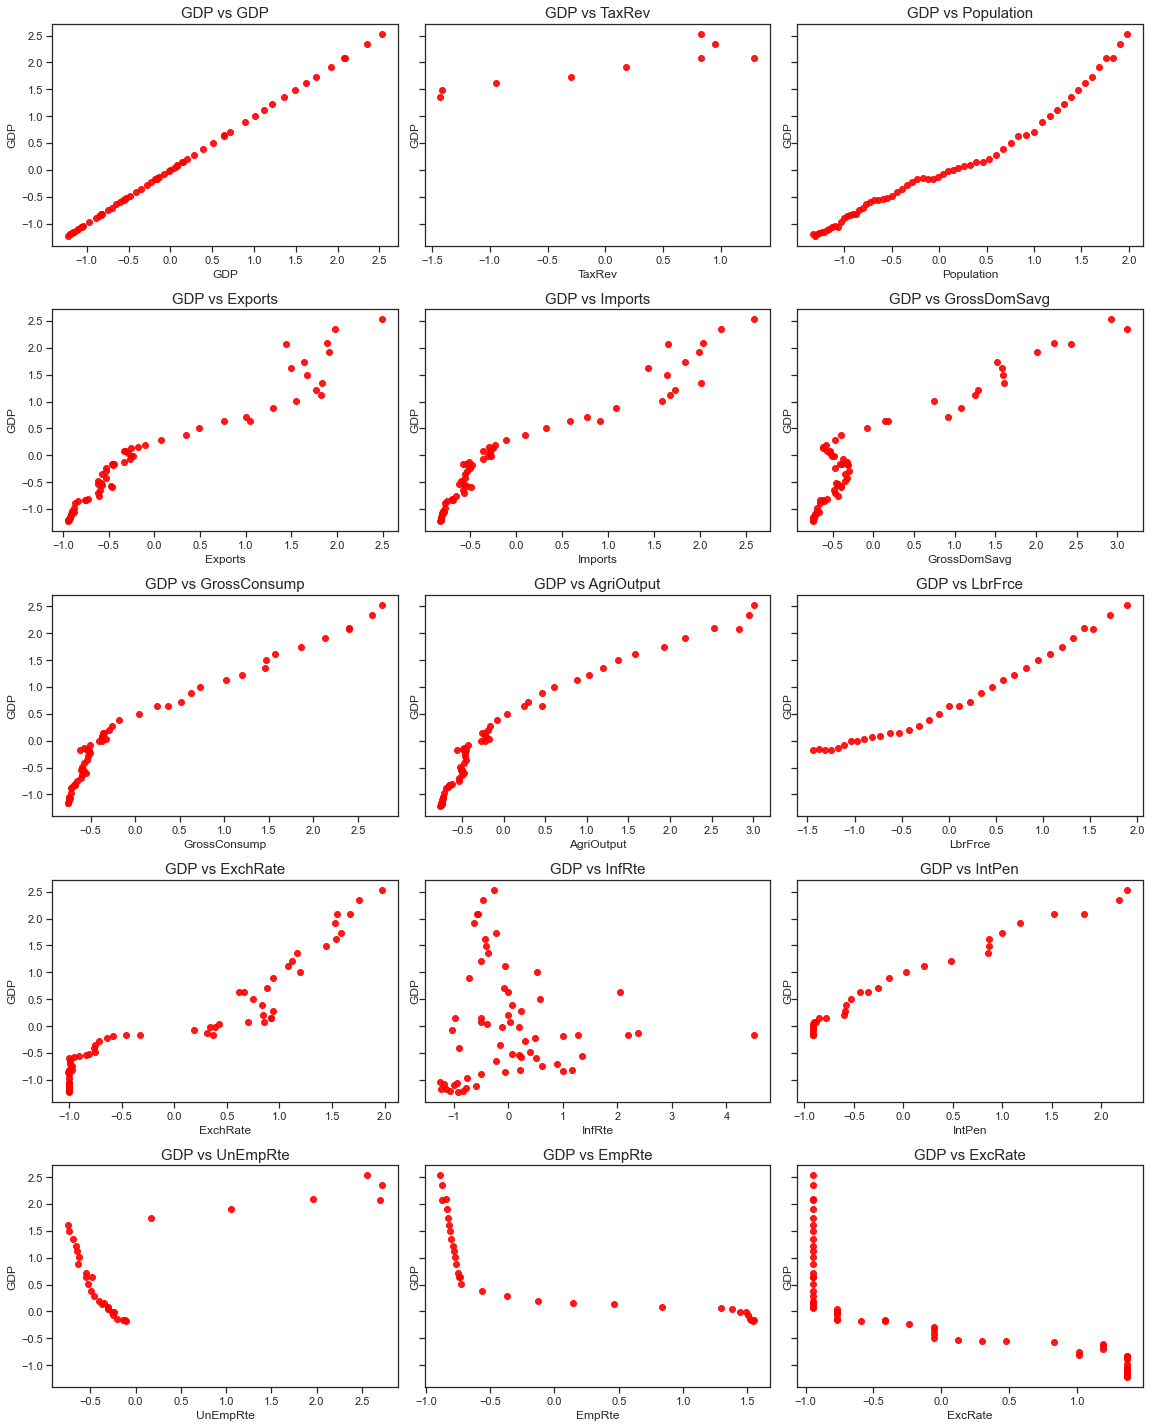 GDP vs GDP
GDP vs TaxRev
GDP vs Population
GDP
2.5
2.0
1.5
1.0
0.5
0.0
−0.5
−1.0
GDP
GDP
−1.0 −0.5 0.0 0.5 1.0 1.5 2.0 2.5
−1.5 −1.0 −0.5 0.0 0.5 1.0
−1.0 −0.5 0.0 0.5 1.0 1.5 2.0
GDP
TaxRev
Population
GDP vs Exports
GDP vs Imports
GDP vs GrossDomSavg
GDP
2.5
2.0
1.5
1.0
0.5
0.0
−0.5
−1.0
GDP
GDP
−1.0 −0.5 0.0 0.5 1.0 1.5 2.0 2.5
−0.5 0.0 0.5 1.0 1.5 2.0 2.5
−0.5 0.0 0.5 1.0 1.5 2.0 2.5 3.0
Exports
Imports
GrossDomSavg
GDP vs GrossConsump
GDP vs AgriOutput
GDP vs LbrFrce
GDP
2.5
2.0
1.5
1.0
0.5
0.0
−0.5
−1.0
GDP
GDP
−0.5 0.0 0.5 1.0 1.5 2.0 2.5
−0.5 0.0 0.5 1.0 1.5 2.0 2.5 3.0
−1.5 −1.0 −0.5 0.0 0.5 1.0 1.5 2.0
GrossConsump
AgriOutput
LbrFrce
GDP vs ExchRate
GDP vs InfRte
GDP vs IntPen
GDP
2.5
2.0
1.5
1.0
0.5
0.0
−0.5
−1.0
GDP
GDP
−1.0 −0.5 0.0 0.5 1.0 1.5 2.0
−1 0 1 2 3 4
−1.0 −0.5 0.0 0.5 1.0 1.5 2.0
ExchRate
InfRte
IntPen
GDP vs UnEmpRte
GDP vs EmpRte
GDP vs ExcRate
GDP
2.5
2.0
1.5
1.0
0.5
0.0
−0.5
−1.0
GDP
GDP
−0.5 0.0 0.5 1.0 1.5 2.0 2.5
−1.0 −0.5 0.0 0.5 1.0 1.5
−1.0 −0.5 0.0 0.5 1.0
UnEmpRte
EmpRte
ExcRate